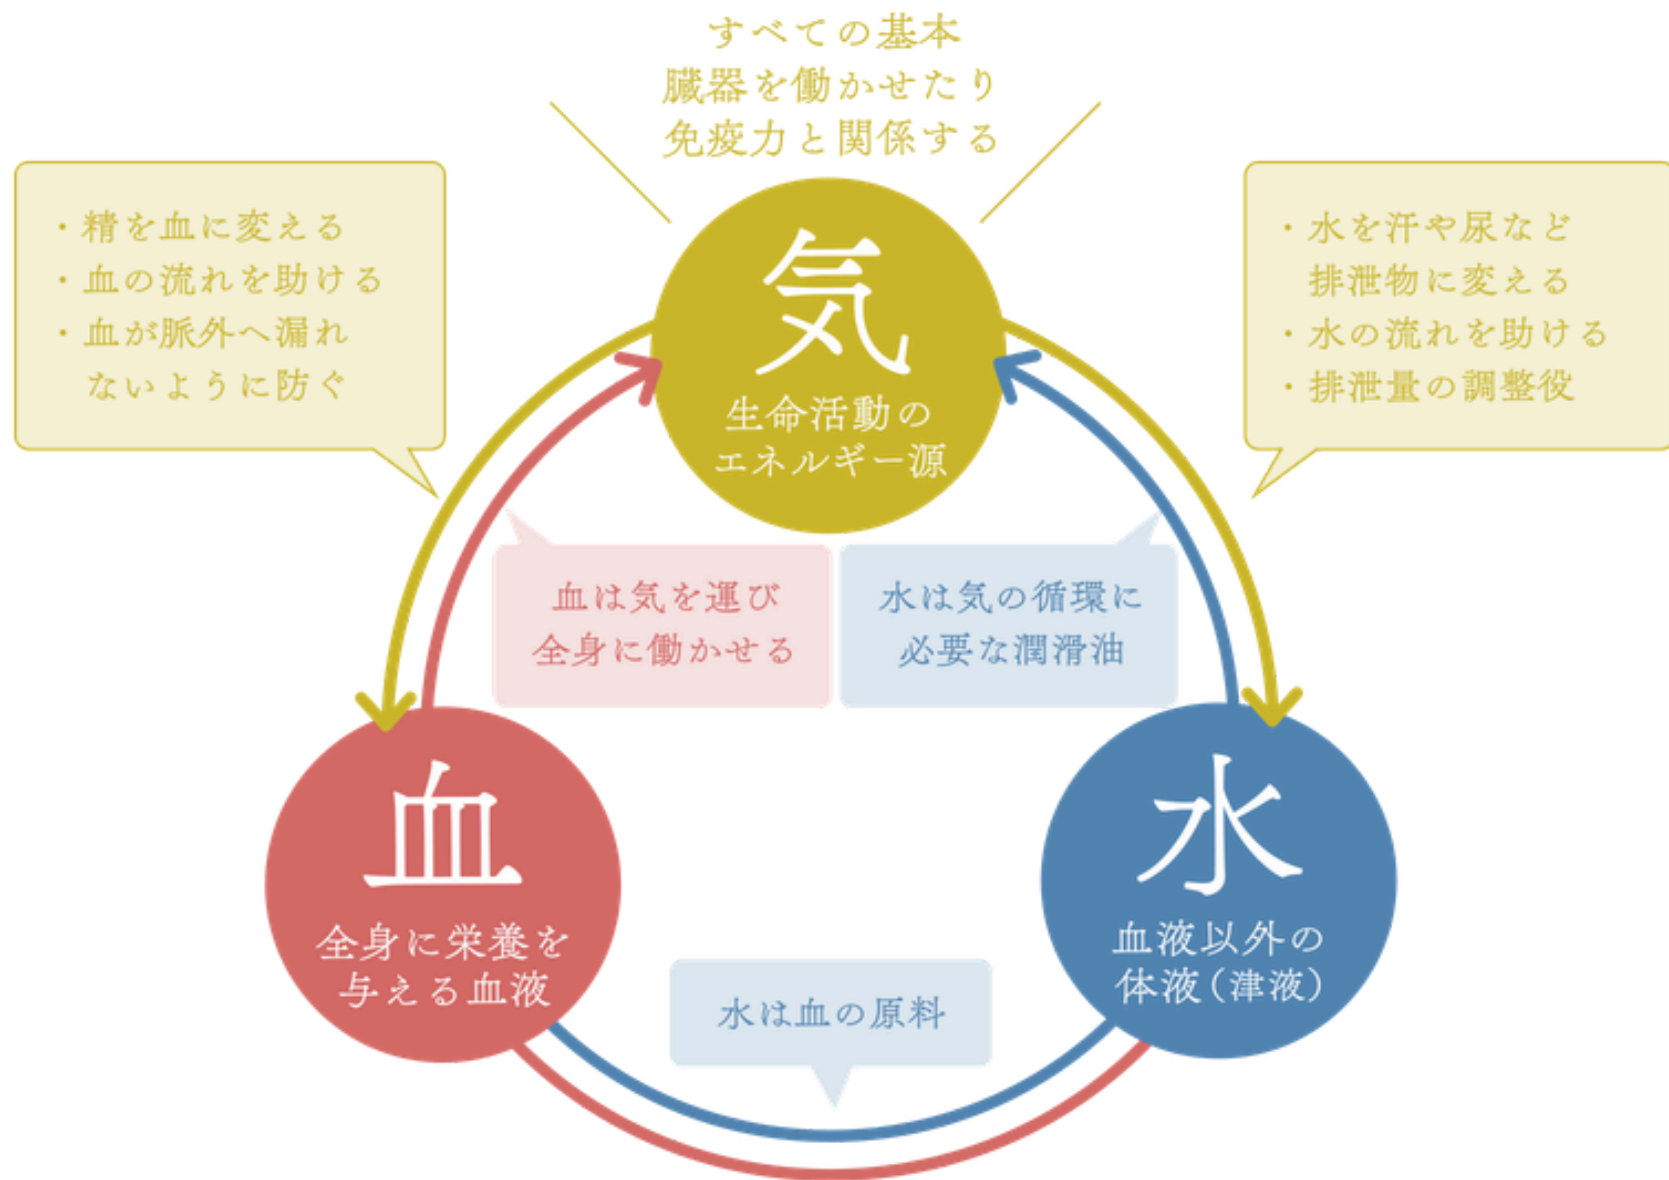 すべての基本
臓器を働かせたり
免疫力と関係する
・精を血に変える
・血の流れを助ける
・血が脈外へ漏れ
ないように防ぐ
気
生命活動の
エネルギー源
・水を汗や尿など
排泄物に変える
・水の流れを助ける
・排泄量の調整役
血は気を運び
全身に働かせる
水は気の循環に
必要な潤滑油
血
全身に栄養を
与える血液
水
血液以外の
体液(津液)
水は血の原料